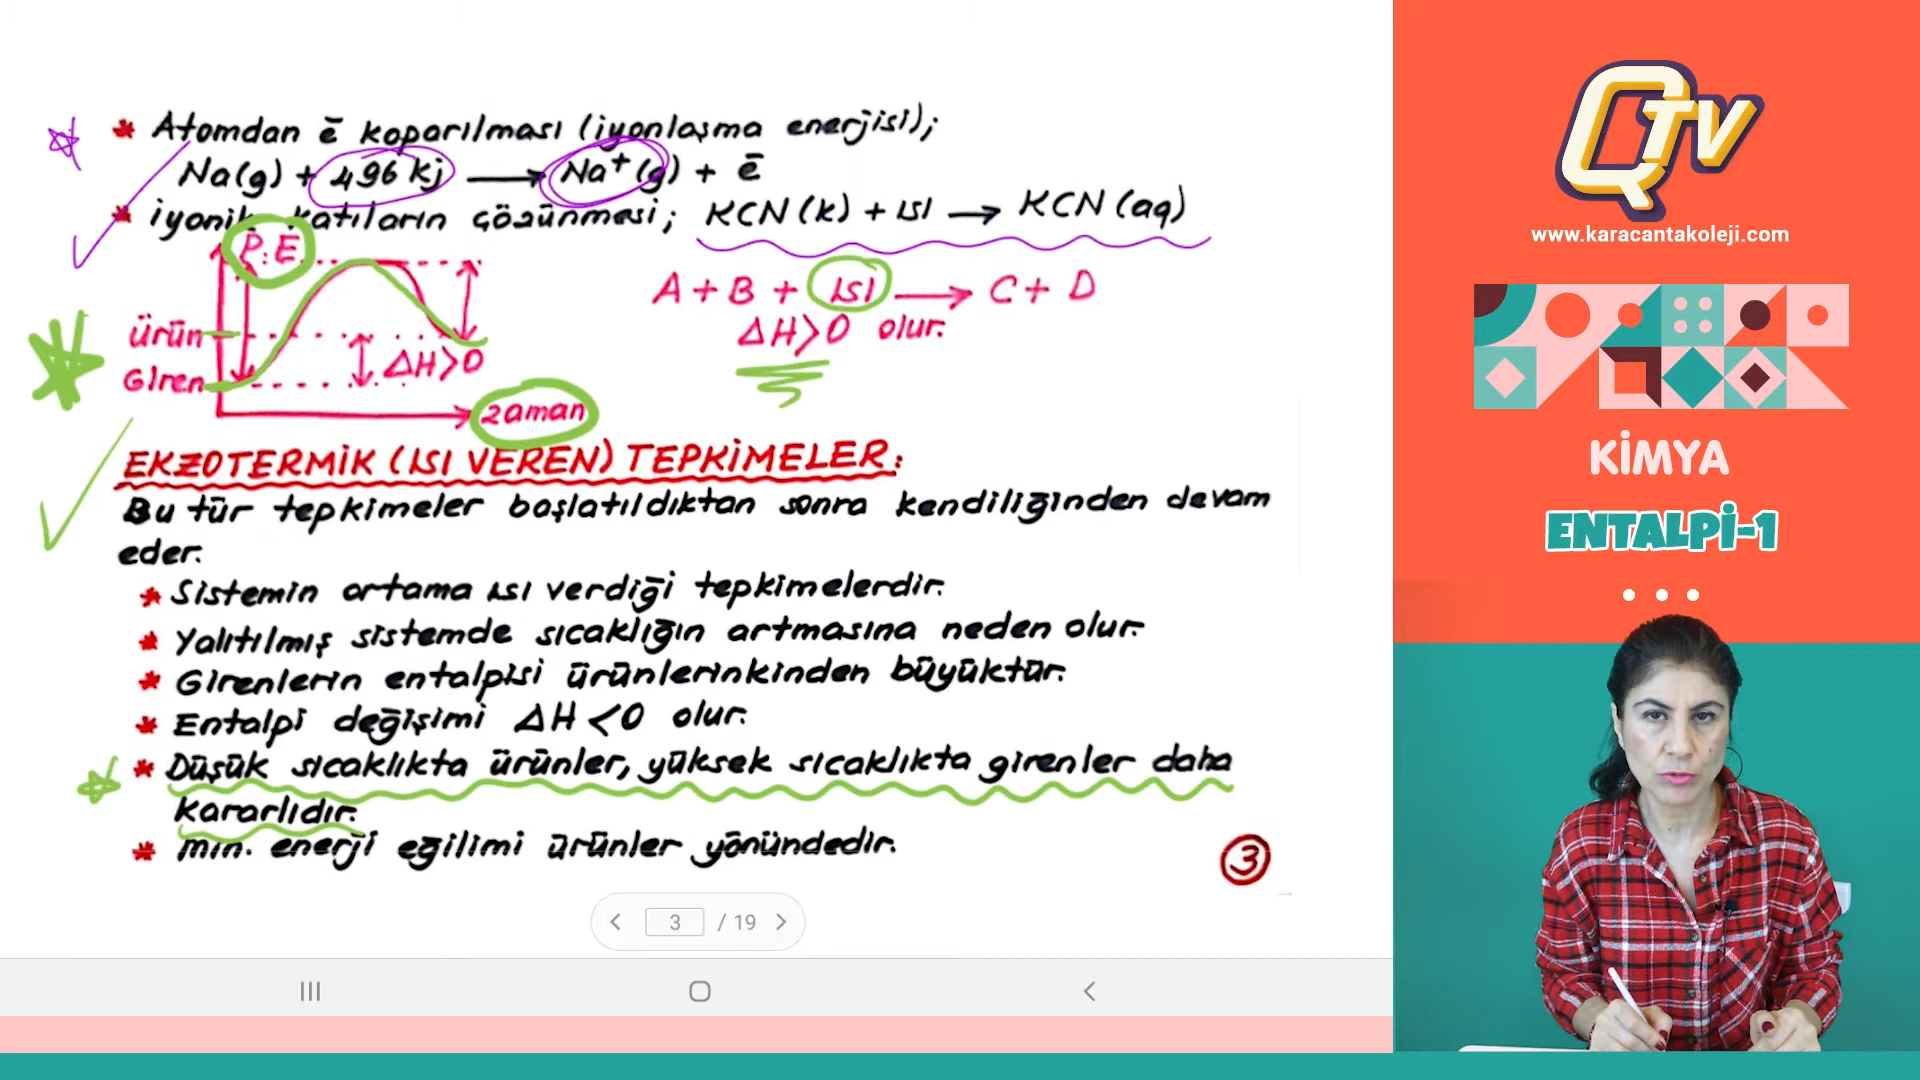 * Atomdan ē koparılması (iyonlaşma enerjisi);
Na(g) + 496 kj → Na⁺(g) + ē
* iyonik katıların çözünmesi; KCN(k) + ısı → KCN(aq)
P.E
ürün
Giren
ΔH>0
zaman
A + B + ısı → C + D
ΔH>0 olur.
EKZOTERMİK (ISI VEREN) TEPKİMELER:
Bu tür tepkimeler başlatıldıktan sonra kendiliğinden devam
eder.
* Sistemin ortama ısı verdiği tepkimelerdir.
* Yalıtılmış sistemde sıcaklığın artmasına neden olur.
* Girenlerin entalpisi ürünlerinkinden büyüktür.
* Entalpi değişimi ΔH<0 olur.
* Düşük sıcaklıkta ürünler, yüksek sıcaklıkta girenler daha
kararlıdır.
* min. enerji eğilimi ürünler yönündedir.
3
3 / 19
QTV
www.karacantakoleji.com
KİMYA
ENTALPİ-1